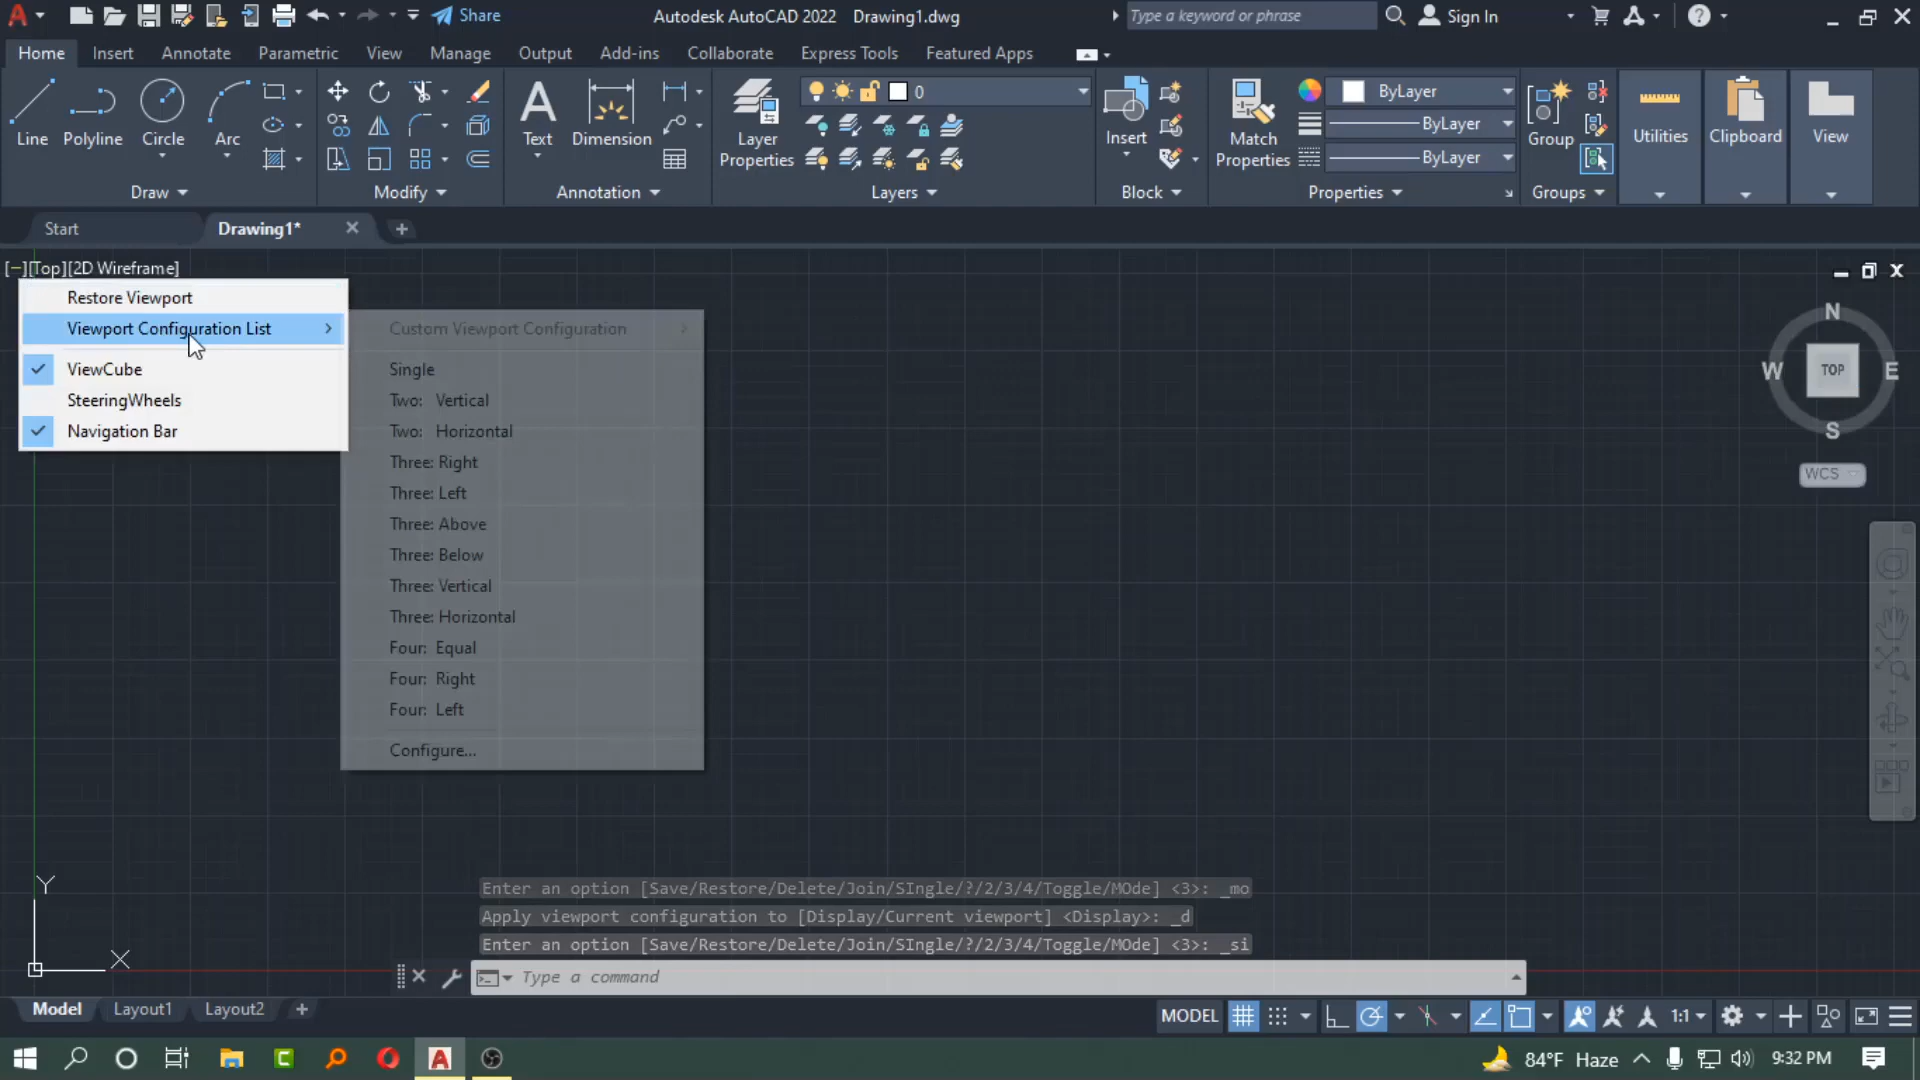 Share
Autodesk AutoCAD 2022 Drawing1.dwg
Type a keyword or phrase
Sign In
Home Insert Annotate Parametric View Manage Output Add-ins Collaborate Express Tools Featured Apps
Line Polyline Circle Arc
Draw
Modify
Text Dimension
Annotation
Layer Properties
0
Layers
Insert
Block
Match Properties
ByLayer
ByLayer
ByLayer
Properties
Group
Groups
Utilities
Clipboard
View
Start
Drawing1*
[−][Top][2D Wireframe]
Restore Viewport
Viewport Configuration List
ViewCube
SteeringWheels
Navigation Bar
Custom Viewport Configuration
Single
Two: Vertical
Two: Horizontal
Three: Right
Three: Left
Three: Above
Three: Below
Three: Vertical
Three: Horizontal
Four: Equal
Four: Right
Four: Left
Configure...
N
W TOP E
S
WCS
Y
X
Enter an option [Save/Restore/Delete/Join/SIngle/?/2/3/4/Toggle/MOde] <3>: _mo
Apply viewport configuration to [Display/Current viewport] <Display>: _d
Enter an option [Save/Restore/Delete/Join/SIngle/?/2/3/4/Toggle/MOde] <3>: _si
Type a command
Model Layout1 Layout2
MODEL
1:1
84°F Haze
9:32 PM